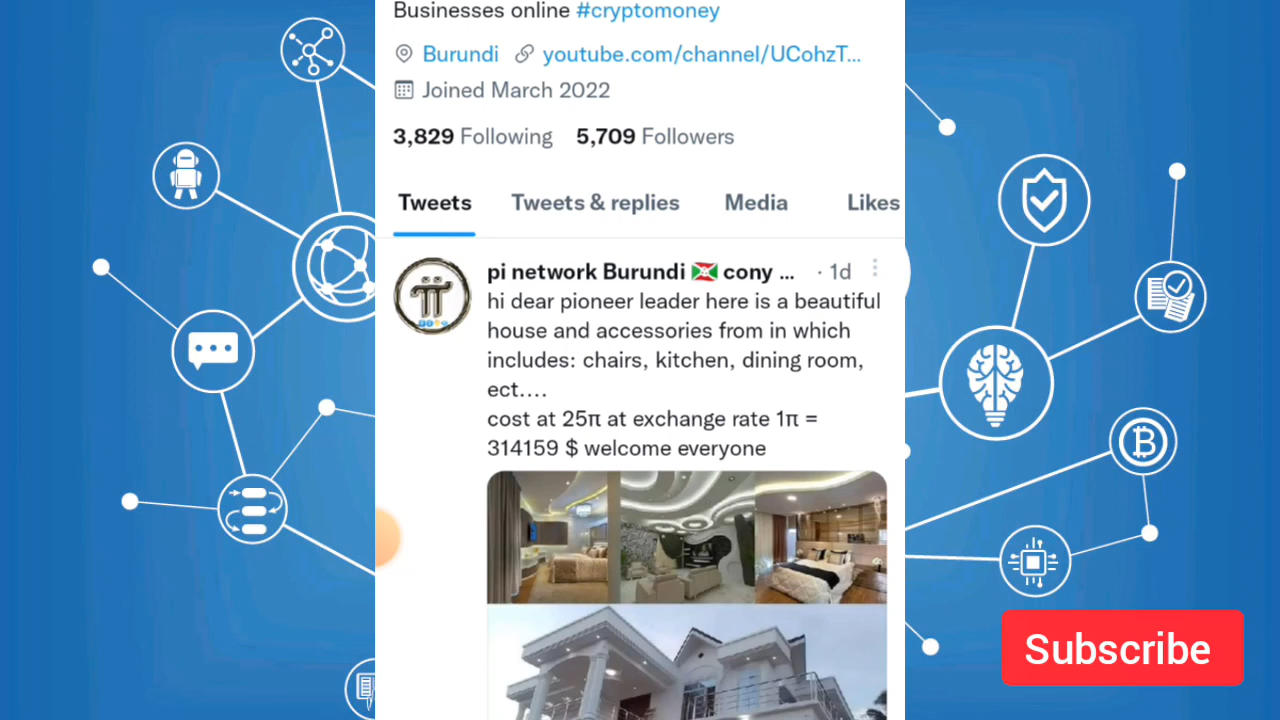 Businesses online #cryptomoney
Burundi youtube.com/channel/UCohzT...
Joined March 2022
3,829 Following 5,709 Followers
Tweets Tweets & replies Media Likes
pi network Burundi cony ... · 1d
hi dear pioneer leader here is a beautiful
house and accessories from in which
includes: chairs, kitchen, dining room,
ect....
cost at 25π at exchange rate 1π =
314159 $ welcome everyone
Subscribe